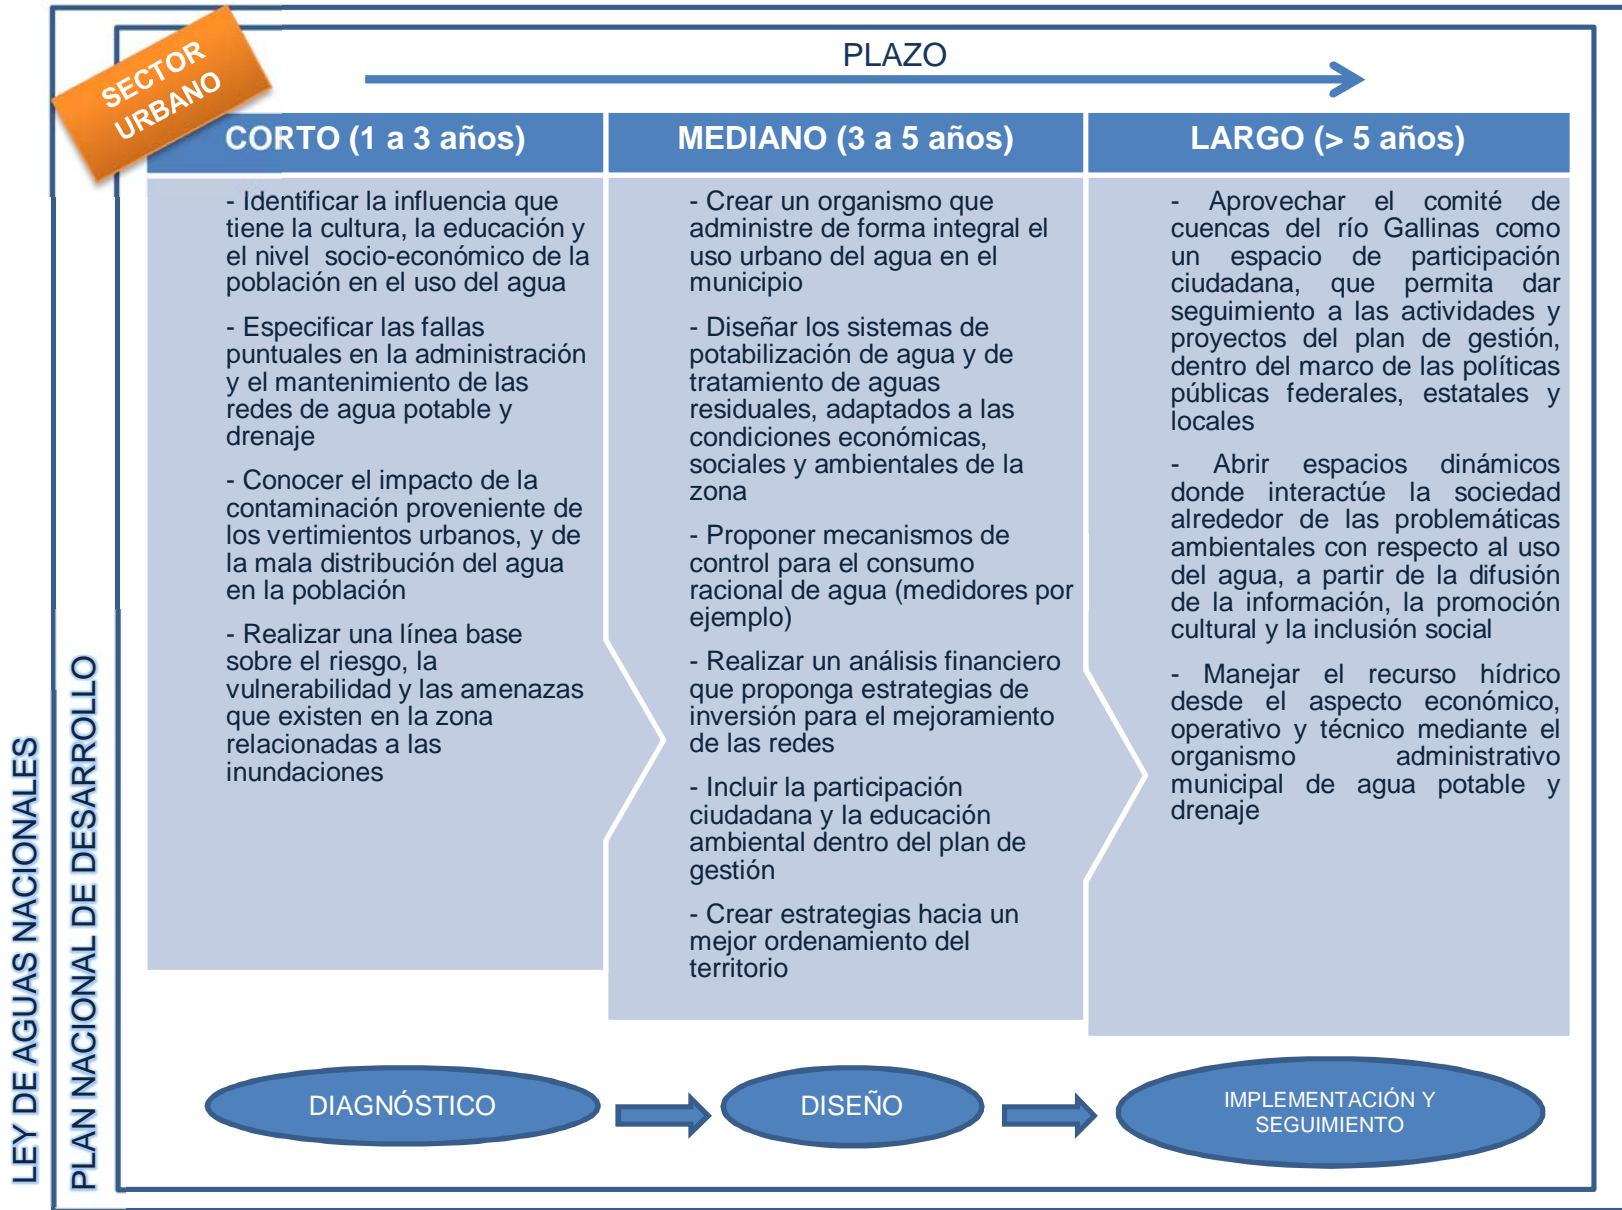 SECTOR
URBANO
PLAZO
CORTO (1 a 3 años)
- Identificar la influencia que
tiene la cultura, la educación y
el nivel socio-económico de la
población en el uso del agua
- Especificar las fallas
puntuales en la administración
y el mantenimiento de las
redes de agua potable y
drenaje
- Conocer el impacto de la
contaminación proveniente de
los vertimientos urbanos, y de
la mala distribución del agua
en la población
- Realizar una línea base
sobre el riesgo, la
vulnerabilidad y las amenazas
que existen en la zona
relacionadas a las
inundaciones
MEDIANO (3 a 5 años)
- Crear un organismo que
administre de forma integral el
uso urbano del agua en el
municipio
- Diseñar los sistemas de
potabilización de agua y de
tratamiento de aguas
residuales, adaptados a las
condiciones económicas,
sociales y ambientales de la
zona
- Proponer mecanismos de
control para el consumo
racional de agua (medidores por
ejemplo)
- Realizar un análisis financiero
que proponga estrategias de
inversión para el mejoramiento
de las redes
- Incluir la participación
ciudadana y la educación
ambiental dentro del plan de
gestión
- Crear estrategias hacia un
mejor ordenamiento del
territorio
LARGO (> 5 años)
- Aprovechar el comité de
cuencas del río Gallinas como
un espacio de participación
ciudadana, que permita dar
seguimiento a las actividades y
proyectos del plan de gestión,
dentro del marco de las políticas
públicas federales, estatales y
locales
- Abrir espacios dinámicos
donde interactúe la sociedad
alrededor de las problemáticas
ambientales con respecto al uso
del agua, a partir de la difusión
de la información, la promoción
cultural y la inclusión social
- Manejar el recurso hídrico
desde el aspecto económico,
operativo y técnico mediante el
organismo administrativo
municipal de agua potable y
drenaje
DIAGNÓSTICO
DISEÑO
IMPLEMENTACIÓN Y
SEGUIMIENTO
LEY DE AGUAS NACIONALES
PLAN NACIONAL DE DESARROLLO